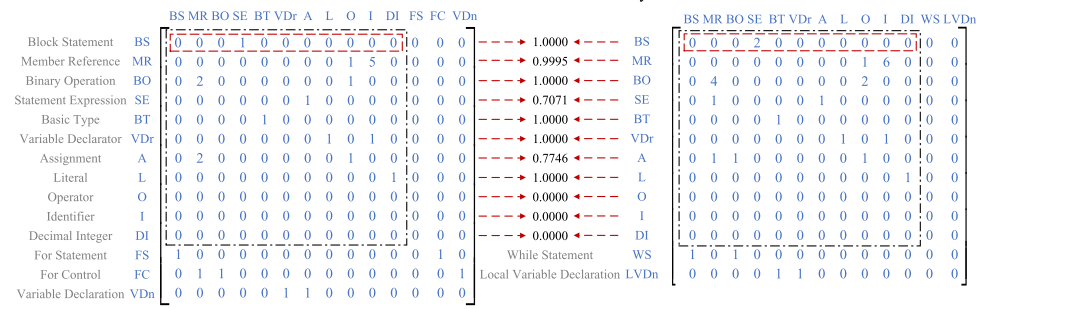 BS MR BO SE BT VDr A L O I DI FS FC VDn BS MR BO SE BT VDr A L O I DI WS LVDn
Block Statement BS 0 0 0 1 0 0 0 0 0 0 0 0 0 0 1.0000 BS 0 0 0 2 0 0 0 0 0 0 0 0 0
Member Reference MR 0 0 0 0 0 0 0 0 1 5 0 0 0 0 0.9995 MR 0 0 0 0 0 0 0 0 1 6 0 0 0
Binary Operation BO 0 2 0 0 0 0 0 0 1 0 0 0 0 0 1.0000 BO 0 4 0 0 0 0 0 0 2 0 0 0 0
Statement Expression SE 0 0 0 0 0 0 1 0 0 0 0 0 0 0 0.7071 SE 0 1 0 0 0 0 1 0 0 0 0 0 0
Basic Type BT 0 0 0 0 1 0 0 0 0 0 0 0 0 0 1.0000 BT 0 0 0 0 1 0 0 0 0 0 0 0 0
Variable Declarator VDr 0 0 0 0 0 0 0 1 0 1 0 0 0 0 1.0000 VDr 0 0 0 0 0 0 0 1 0 1 0 0 0
Assignment A 0 2 0 0 0 0 0 0 1 0 0 0 0 0 0.7746 A 0 1 1 0 0 0 0 0 1 0 0 0 0
Literal L 0 0 0 0 0 0 0 0 0 0 1 0 0 0 1.0000 L 0 0 0 0 0 0 0 0 0 0 1 0 0
Operator O 0 0 0 0 0 0 0 0 0 0 0 0 0 0 0.0000 O 0 0 0 0 0 0 0 0 0 0 0 0 0
Identifier I 0 0 0 0 0 0 0 0 0 0 0 0 0 0 0.0000 I 0 0 0 0 0 0 0 0 0 0 0 0 0
Decimal Integer DI 0 0 0 0 0 0 0 0 0 0 0 0 0 0 0.0000 DI 0 0 0 0 0 0 0 0 0 0 0 0 0
For Statement FS 1 0 0 0 0 0 0 0 0 0 0 0 1 0 While Statement WS 1 0 1 0 0 0 0 0 0 0 0 0 0
For Control FC 0 1 1 0 0 0 0 0 0 0 0 0 0 1 Local Variable Declaration LVDn 0 0 0 0 1 1 0 0 0 0 0 0 0
Variable Declaration VDn 0 0 0 0 0 1 1 0 0 0 0 0 0 0